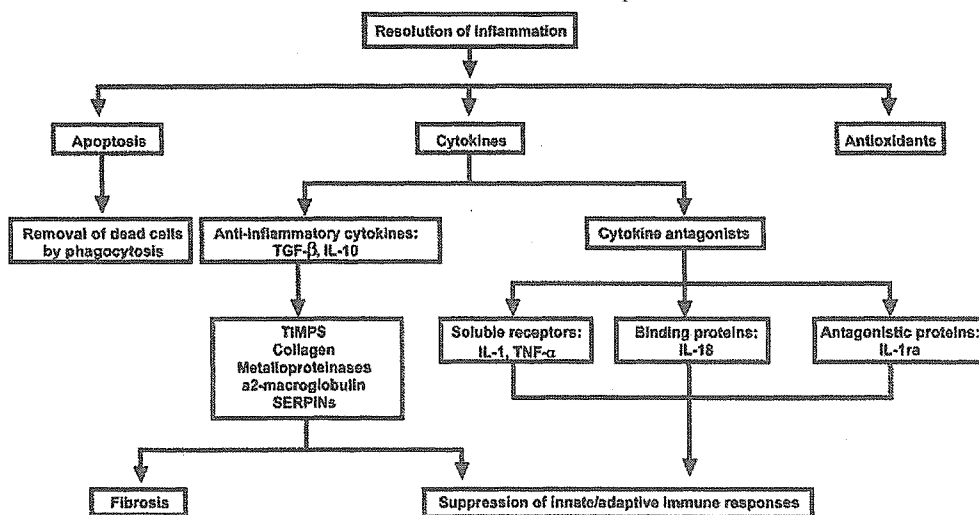 Resolution of inflammation
Apoptosis
Cytokines
Antioxidants
Removal of dead cells
by phagocytosis
Anti-inflammatory cytokines:
TGF-β, IL-10
Cytokine antagonists
TIMPS
Collagen
Metalloproteinases
a2-macroglobulin
SERPINs
Soluble receptors:
IL-1, TNF-α
Binding proteins:
IL-18
Antagonistic proteins:
IL-1ra
Fibrosis
Suppression of innate/adaptive immune responses